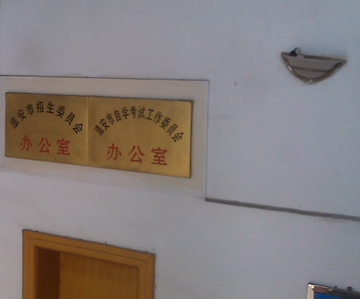 淮安市招生委员会
办公室
淮安市自学考试工作委员会
办公室